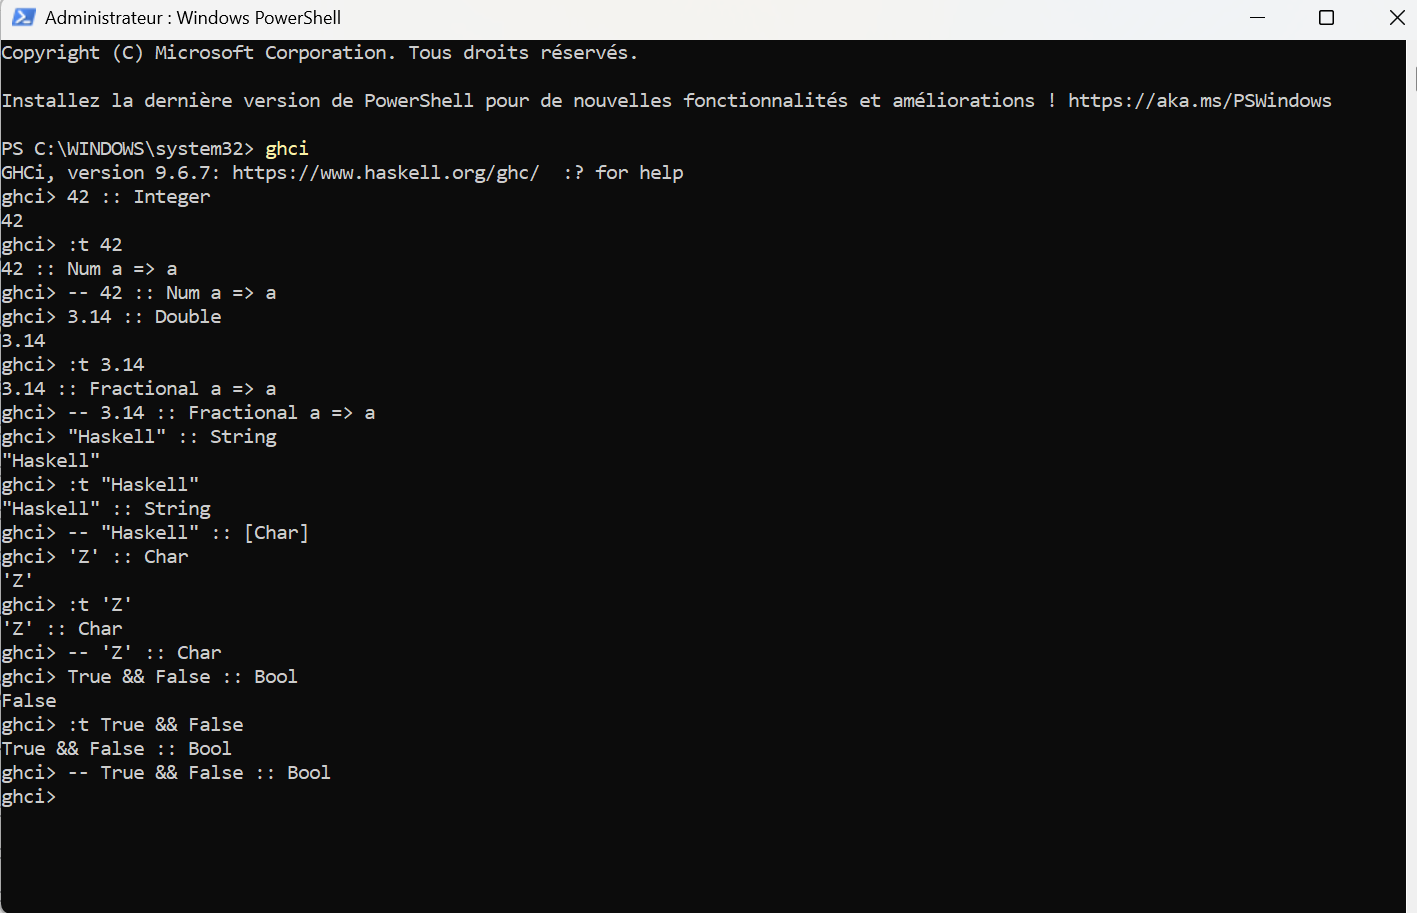 Administrateur : Windows PowerShell
Copyright (C) Microsoft Corporation. Tous droits réservés.
Installez la dernière version de PowerShell pour de nouvelles fonctionnalités et améliorations ! https://aka.ms/PSWindows
PS C:\WINDOWS\system32> ghci
GHCi, version 9.6.7: https://www.haskell.org/ghc/  :? for help
ghci> 42 :: Integer
42
ghci> :t 42
42 :: Num a => a
ghci> -- 42 :: Num a => a
ghci> 3.14 :: Double
3.14
ghci> :t 3.14
3.14 :: Fractional a => a
ghci> -- 3.14 :: Fractional a => a
ghci> "Haskell" :: String
"Haskell"
ghci> :t "Haskell"
"Haskell" :: String
ghci> -- "Haskell" :: [Char]
ghci> 'Z' :: Char
'Z'
ghci> :t 'Z'
'Z' :: Char
ghci> -- 'Z' :: Char
ghci> True && False :: Bool
False
ghci> :t True && False
True && False :: Bool
ghci> -- True && False :: Bool
ghci>